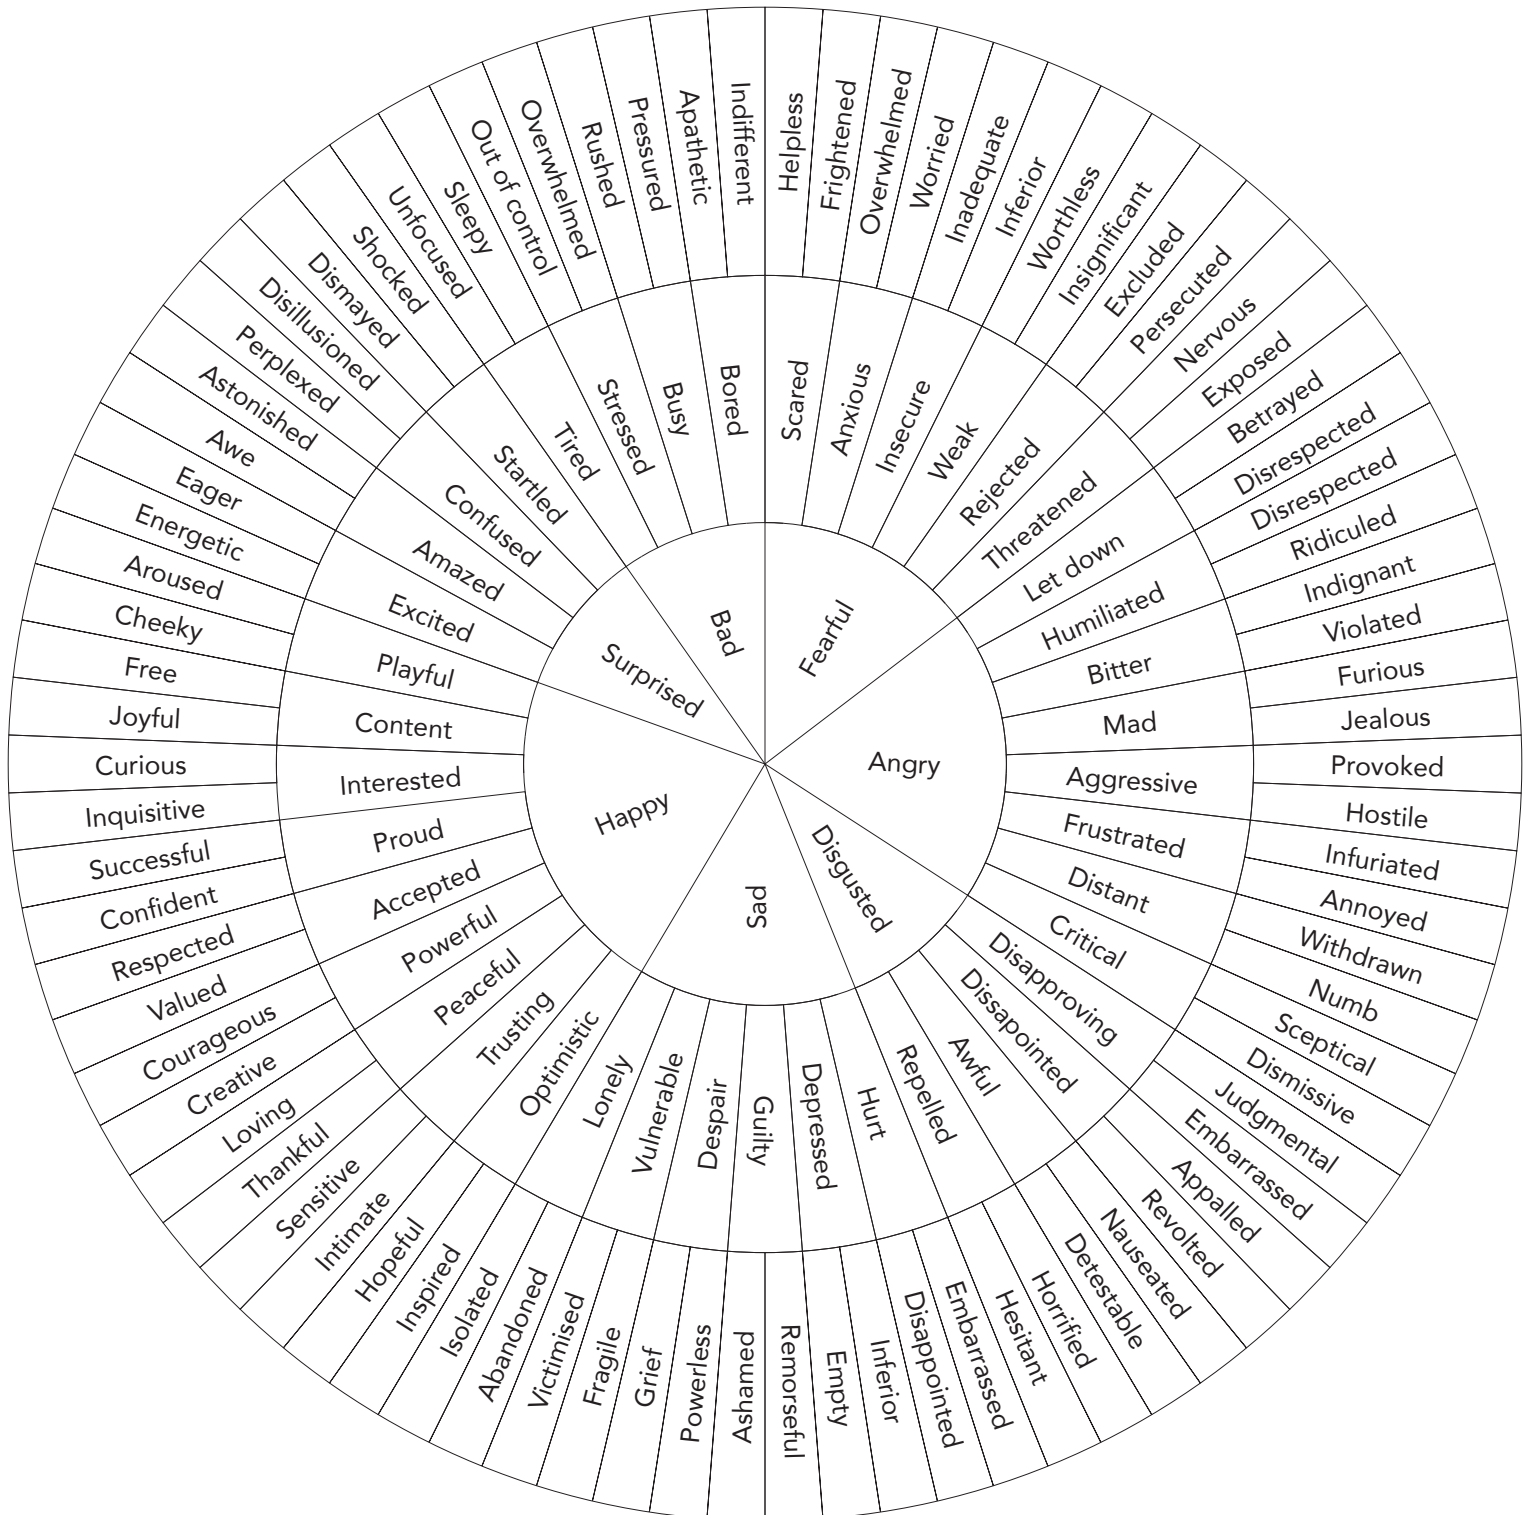 Fearful
Angry
Disgusted
Sad
Happy
Surprised
Bad
Scared
Anxious
Insecure
Weak
Rejected
Threatened
Let down
Humiliated
Bitter
Mad
Aggressive
Frustrated
Distant
Critical
Disapproving
Dissapointed
Awful
Repelled
Hurt
Depressed
Guilty
Despair
Vulnerable
Lonely
Optimistic
Trusting
Peaceful
Powerful
Accepted
Proud
Interested
Content
Playful
Excited
Amazed
Confused
Startled
Tired
Stressed
Busy
Bored
Helpless
Frightened
Overwhelmed
Worried
Inadequate
Inferior
Worthless
Insignificant
Excluded
Persecuted
Nervous
Exposed
Betrayed
Disrespected
Disrespected
Ridiculed
Indignant
Violated
Furious
Jealous
Provoked
Hostile
Infuriated
Annoyed
Withdrawn
Numb
Sceptical
Dismissive
Judgmental
Embarrassed
Appalled
Revolted
Nauseated
Detestable
Horrified
Hesitant
Embarrassed
Disappointed
Inferior
Empty
Remorseful
Ashamed
Powerless
Grief
Fragile
Victimised
Abandoned
Isolated
Inspired
Hopeful
Intimate
Sensitive
Thankful
Loving
Creative
Courageous
Valued
Respected
Confident
Successful
Inquisitive
Curious
Joyful
Free
Cheeky
Aroused
Energetic
Eager
Awe
Astonished
Perplexed
Disillusioned
Dismayed
Shocked
Unfocused
Sleepy
Out of control
Overwhelmed
Rushed
Pressured
Apathetic
Indifferent